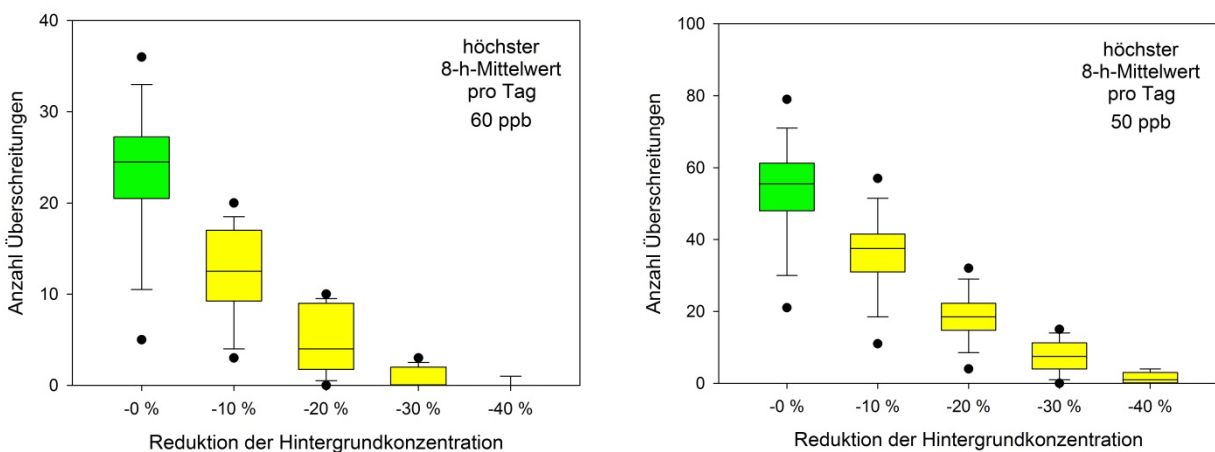 40
30
20
10
0
Anzahl Überschreitungen
höchster
8-h-Mittelwert
pro Tag
60 ppb
-0 % -10 % -20 % -30 % -40 %
Reduktion der Hintergrundkonzentration
100
80
60
40
20
0
Anzahl Überschreitungen
höchster
8-h-Mittelwert
pro Tag
50 ppb
-0 % -10 % -20 % -30 % -40 %
Reduktion der Hintergrundkonzentration